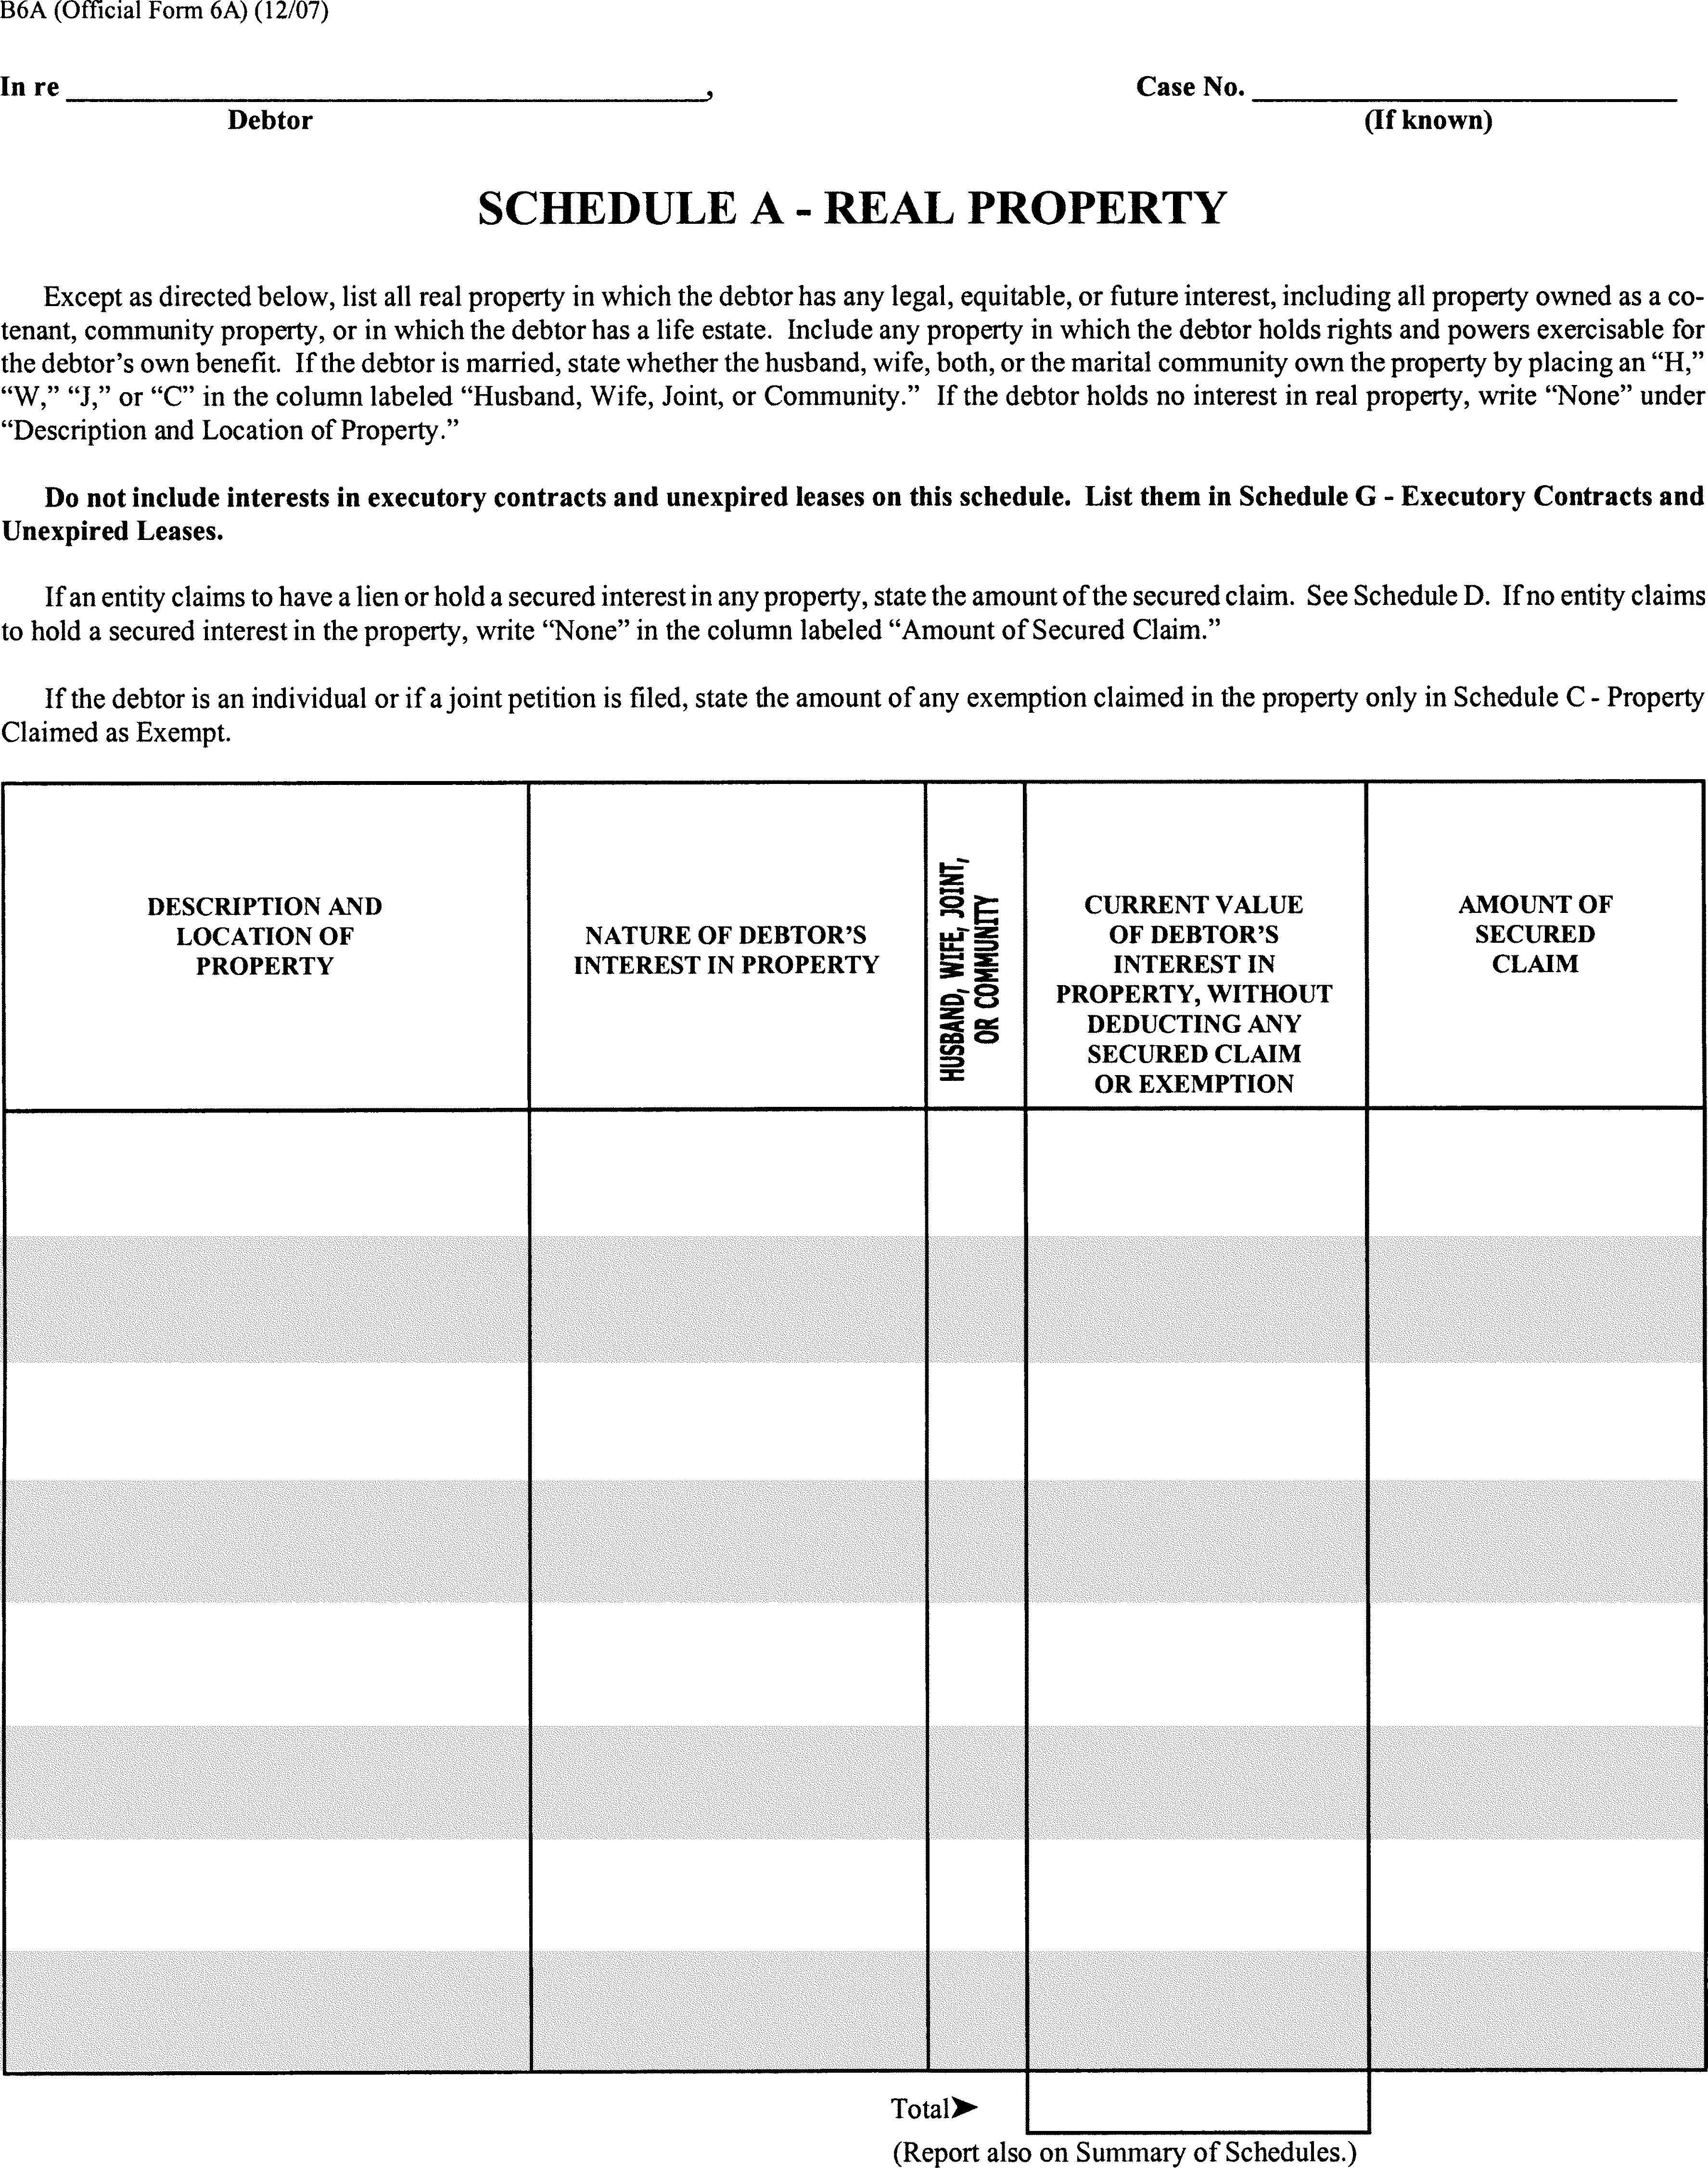 B6A (Official Form 6A) (12/07)
In re ____________________, Case No. ____________________
Debtor (If known)
SCHEDULE A - REAL PROPERTY
Except as directed below, list all real property in which the debtor has any legal, equitable, or future interest, including all property owned as a co-
tenant, community property, or in which the debtor has a life estate. Include any property in which the debtor holds rights and powers exercisable for
the debtor's own benefit. If the debtor is married, state whether the husband, wife, both, or the marital community own the property by placing an “H,”
“W,” “J,” or “C” in the column labeled “Husband, Wife, Joint, or Community.” If the debtor holds no interest in real property, write “None” under
“Description and Location of Property.”
Do not include interests in executory contracts and unexpired leases on this schedule. List them in Schedule G - Executory Contracts and
Unexpired Leases.
If an entity claims to have a lien or hold a secured interest in any property, state the amount of the secured claim. See Schedule D. If no entity claims
to hold a secured interest in the property, write “None” in the column labeled “Amount of Secured Claim.”
If the debtor is an individual or if a joint petition is filed, state the amount of any exemption claimed in the property only in Schedule C - Property
Claimed as Exempt.
DESCRIPTION AND
LOCATION OF
PROPERTY
NATURE OF DEBTOR'S
INTEREST IN PROPERTY
HUSBAND, WIFE, JOINT,
OR COMMUNITY
CURRENT VALUE
OF DEBTOR'S
INTEREST IN
PROPERTY, WITHOUT
DEDUCTING ANY
SECURED CLAIM
OR EXEMPTION
AMOUNT OF
SECURED
CLAIM
Total➤
(Report also on Summary of Schedules.)